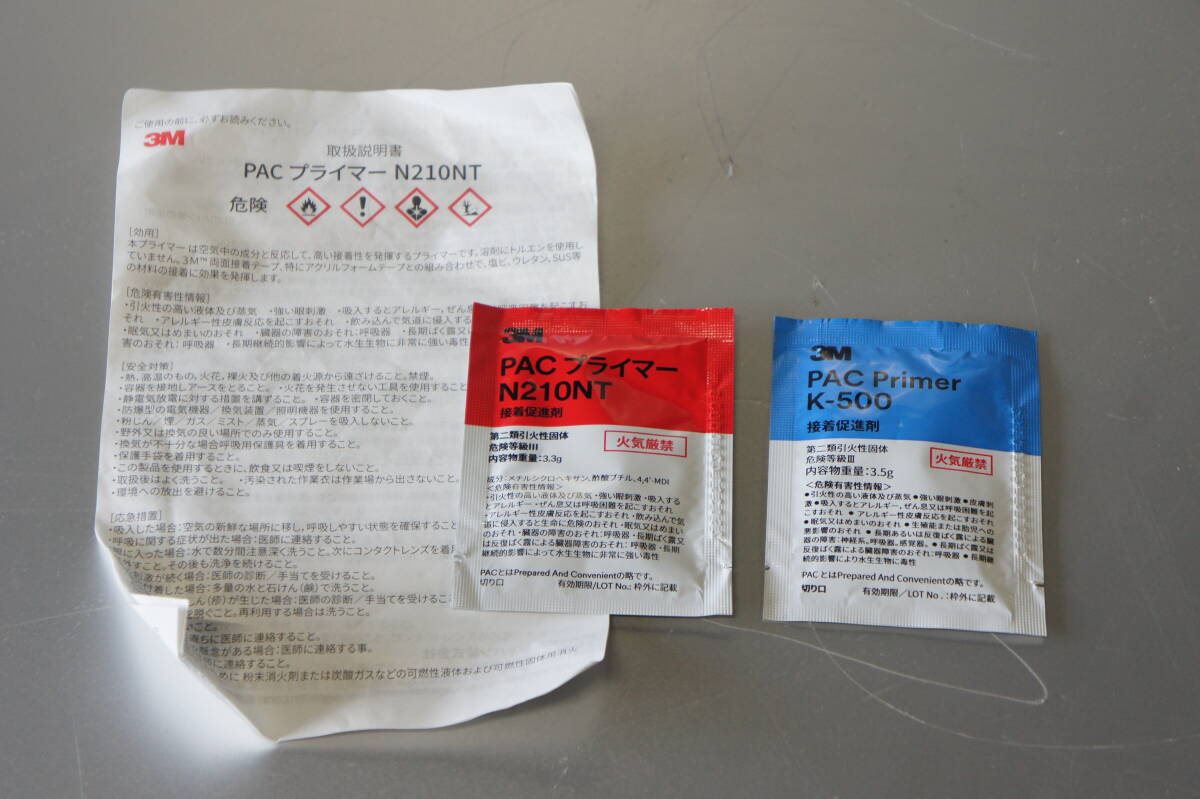 ご使用の前に、必ずお読みください。
3M
取扱説明書
PAC プライマー N210NT
危険
[効用]
本プライマー は空気中の成分と反応して、高い接着性を発揮するプライマーです。溶剤にトルエンを使用し
ていません。3M™ 両面接着テープ、特にアクリルフォームテープとの組み合わせで、塩ビ、ウレタン、SUS等
の材料の接着に効果を発揮します。
[危険有害性情報]
・引火性の高い液体及び蒸気 ・強い眼刺激 ・吸入するとアレルギー，ぜん息
を起こすお
それ ・アレルギー性皮膚反応を起こすおそれ ・飲み込んで気道に侵入する
・眠気又はめまいのおそれ ・臓器の障害のおそれ：呼吸器 ・長期ばく露又は
害のおそれ：呼吸器 ・長期継続的影響によって水生生物に非常に強い毒性
[安全対策]
・熱、高温のもの，火花，裸火及び他の着火源から遠ざけること。禁煙。
・容器を接地しアースをとること。 ・火花を発生させない工具を使用すること
・静電気放電に対する措置を講ずること。 ・容器を密閉しておくこと。
・防爆型の電気機器／換気装置／照明機器を使用すること。
・粉じん／煙／ガス／ミスト／蒸気／スプレーを吸入しないこと。
・野外又は換気の良い場所でのみ使用すること。
・換気が不十分な場合呼吸用保護具を着用すること。
・保護手袋を着用すること。
・この製品を使用するときに、飲食又は喫煙をしないこと。
・取扱後はよく洗うこと。 ・汚染された作業衣は作業場から出さないこと。
・環境への放出を避けること。
[応急措置]
・吸入した場合：空気の新鮮な場所に移し，呼吸しやすい状態を確保すること
・呼吸に関する症状が出た場合：医師に連絡すること。
眼に入った場合：水で数分間注意深く洗うこと。次にコンタクトレンズを着用
外すこと。その後も洗浄を続けること。
刺激が続く場合：医師の診断／手当てを受けること。
付着した場合：多量の水と石けん(鹸)で洗うこと。
しん(疹)が生じた場合：医師の診断／手当てを受けるこ
を脱ぐこと。再利用する場合は洗うこと。
いこと。
直ちに医師に連絡すること。
懸念がある場合：医師に連絡する事。
師に連絡すること。
めに 粉末消火剤または炭酸ガスなどの可燃性液体および可燃性固体用消火
3M
PAC プライマー
N210NT
接着促進剤
第二類引火性固体
危険等級III
内容物重量：3.3g
火気厳禁
成分：メチルシクロヘキサン，酢酸ブチル，4,4'-MDI
<危険有害性情報>
・引火性の高い液体及び蒸気・強い眼刺激・吸入する
とアレルギー，ぜん息又は呼吸困難を起こすおそれ
・アレルギー性皮膚反応を起こすおそれ・飲み込んで気
道に侵入すると生命に危険のおそれ・眠気又はめまい
のおそれ・臓器の障害のおそれ：呼吸器・長期ばく露又
は反復ばく露による臓器障害のおそれ：呼吸器・長期
継続的影響によって水生生物に非常に強い毒性
PACとはPrepared And Convenientの略です。
切り口 有効期限/LOT No.：枠外に記載
3M
PAC Primer
K-500
接着促進剤
第二類引火性固体
危険等級Ⅲ
内容物重量：3.5g
火気厳禁
<危険有害性情報>
●引火性の高い液体及び蒸気●強い眼刺激●皮膚刺
激●吸入するとアレルギー，ぜん息又は呼吸困難を起
こすおそれ ● アレルギー性皮膚反応を起こすおそれ
● 眠気又はめまいのおそれ ● 生殖能または胎児への
悪影響のおそれ ● 長期あるいは反復ばく露による臓
器の障害：神経系，呼吸器，感覚器。 ● 長期ばく露又は
反復ばく露による臓器障害のおそれ：呼吸器 ● 長期継
続的影響により水生生物に毒性
PACとはPrepared And Convenientの略です。
切り口 有効期限／LOT No.：枠外に記載